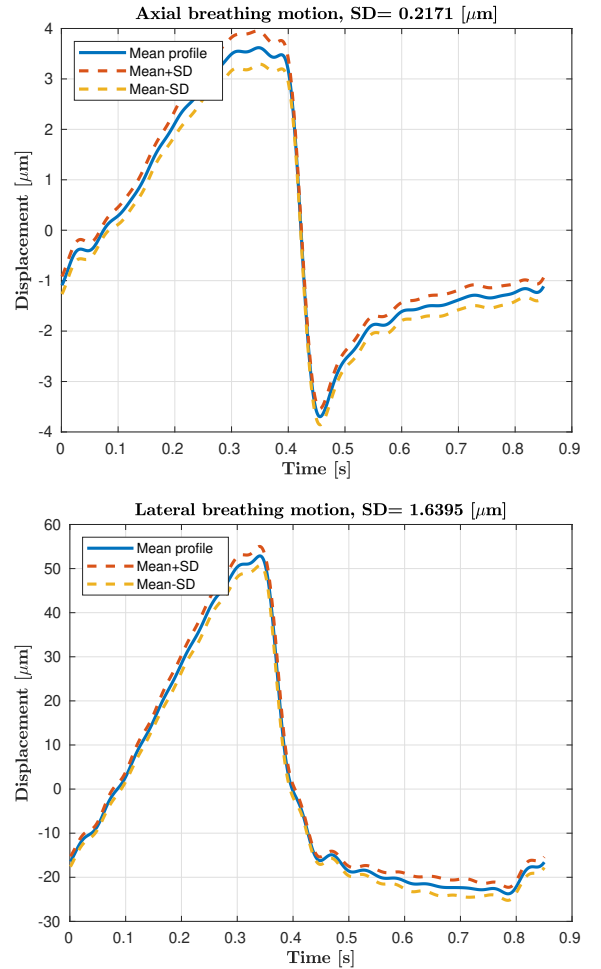 Axial breathing motion, SD= 0.2171 [μm]
Displacement [μm]
4
3
2
1
0
-1
-2
-3
-4
Mean profile
Mean+SD
Mean-SD
0 0.1 0.2 0.3 0.4 0.5 0.6 0.7 0.8 0.9
Time [s]
Lateral breathing motion, SD= 1.6395 [μm]
Displacement [μm]
60
50
40
30
20
10
0
-10
-20
-30
Mean profile
Mean+SD
Mean-SD
0 0.1 0.2 0.3 0.4 0.5 0.6 0.7 0.8 0.9
Time [s]